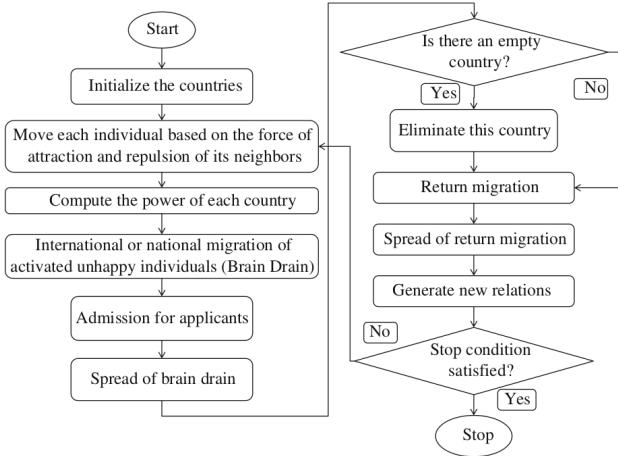 Start
Initialize the countries
Move each individual based on the force of
attraction and repulsion of its neighbors
Compute the power of each country
International or national migration of
activated unhappy individuals (Brain Drain)
Admission for applicants
Spread of brain drain
Is there an empty
country?
Yes
No
Eliminate this country
Return migration
Spread of return migration
Generate new relations
No
Stop condition
satisfied?
Yes
Stop